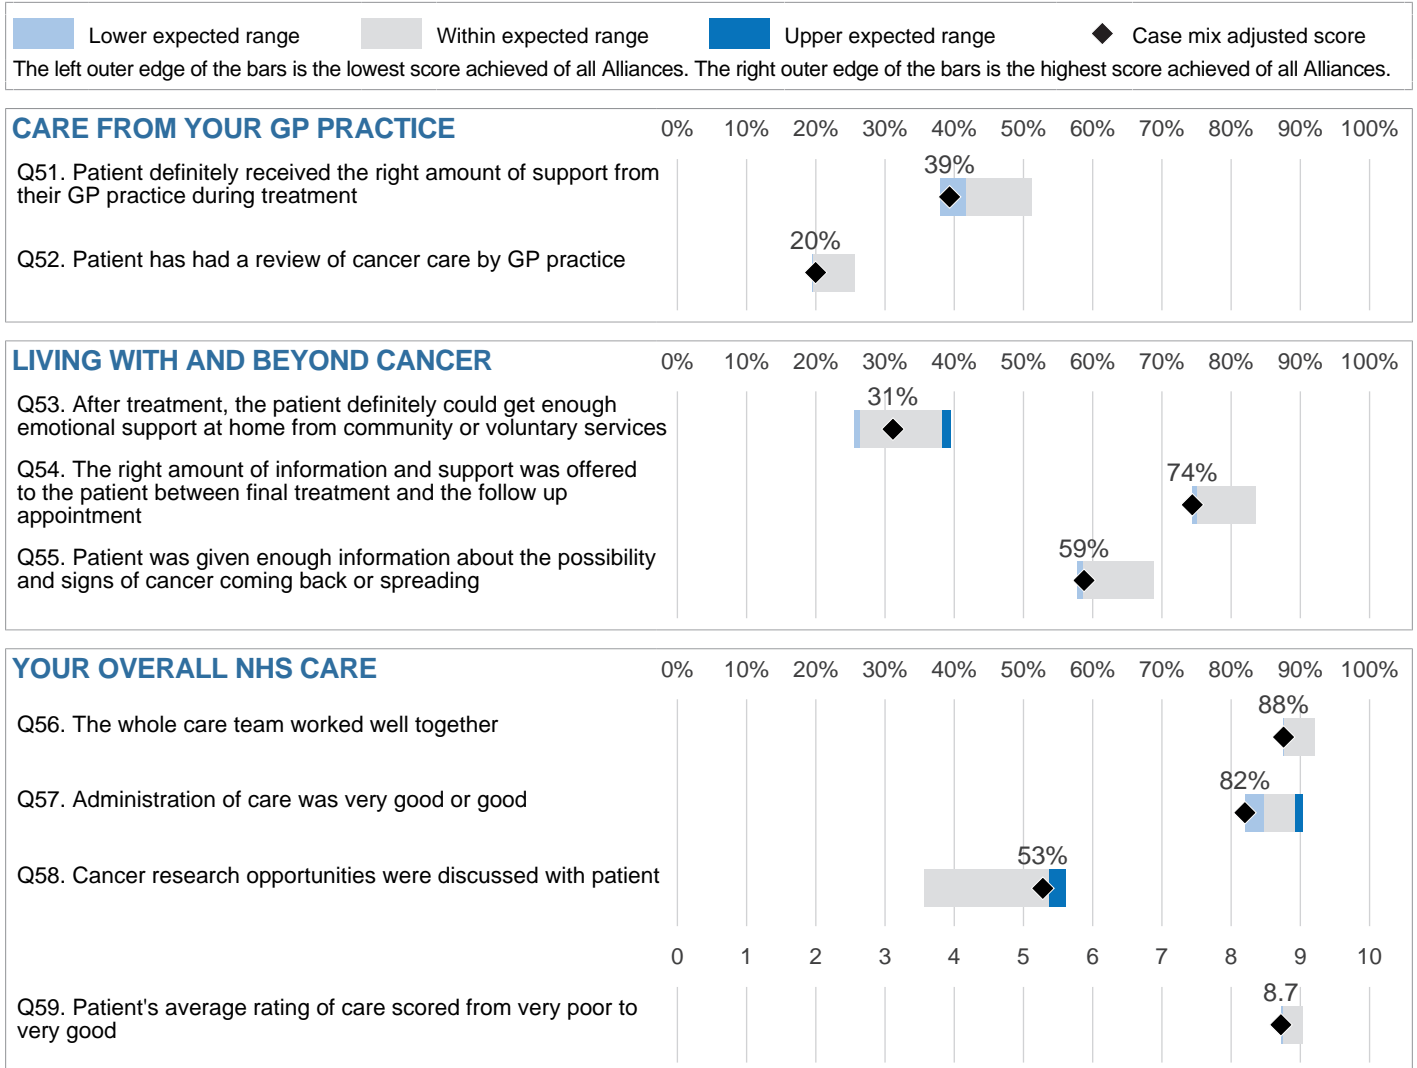 Lower expected range Within expected range Upper expected range Case mix adjusted score
The left outer edge of the bars is the lowest score achieved of all Alliances. The right outer edge of the bars is the highest score achieved of all Alliances.
CARE FROM YOUR GP PRACTICE 0% 10% 20% 30% 40% 50% 60% 70% 80% 90% 100%
39%
Q51. Patient definitely received the right amount of support from
their GP practice during treatment
20%
Q52. Patient has had a review of cancer care by GP practice
LIVING WITH AND BEYOND CANCER 0% 10% 20% 30% 40% 50% 60% 70% 80% 90% 100%
31%
Q53. After treatment, the patient definitely could get enough
emotional support at home from community or voluntary services
74%
Q54. The right amount of information and support was offered
to the patient between final treatment and the follow up
appointment
59%
Q55. Patient was given enough information about the possibility
and signs of cancer coming back or spreading
YOUR OVERALL NHS CARE 0% 10% 20% 30% 40% 50% 60% 70% 80% 90% 100%
88%
Q56. The whole care team worked well together
82%
Q57. Administration of care was very good or good
53%
Q58. Cancer research opportunities were discussed with patient
0 1 2 3 4 5 6 7 8 9 10
8.7
Q59. Patient's average rating of care scored from very poor to
very good